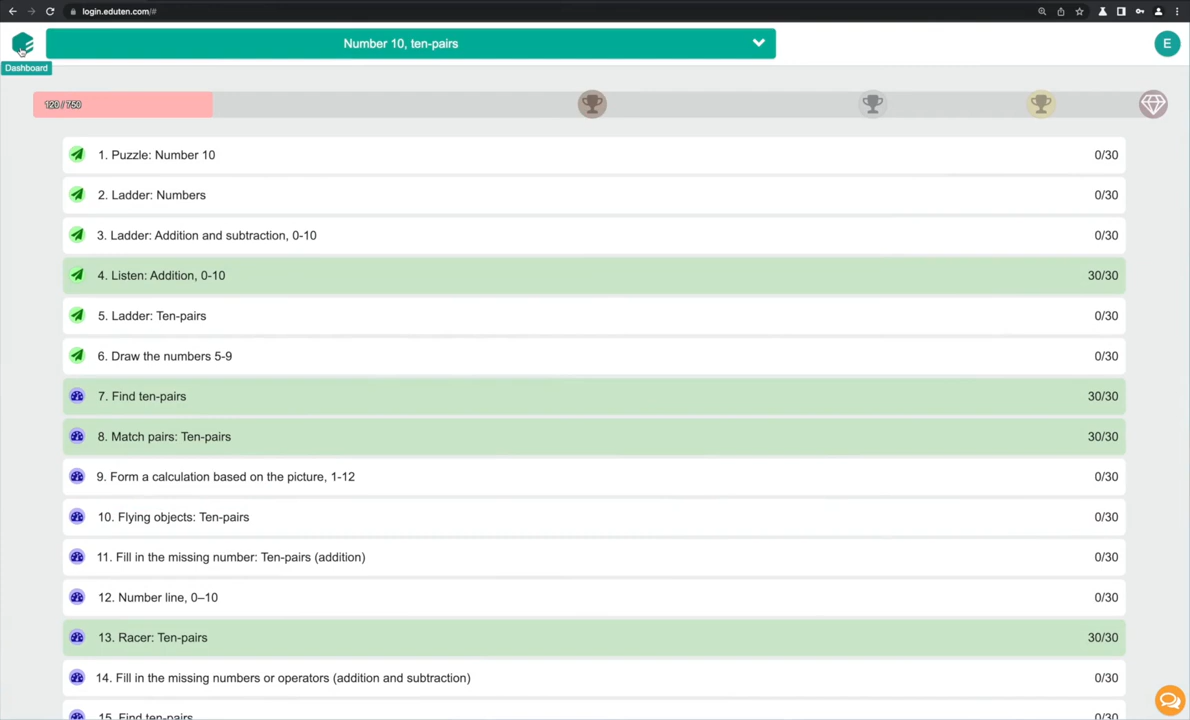 login.eduten.com/#
Number 10, ten-pairs
E
Dashboard
120 / 750
1. Puzzle: Number 10 0/30
2. Ladder: Numbers 0/30
3. Ladder: Addition and subtraction, 0-10 0/30
4. Listen: Addition, 0-10 30/30
5. Ladder: Ten-pairs 0/30
6. Draw the numbers 5-9 0/30
7. Find ten-pairs 30/30
8. Match pairs: Ten-pairs 30/30
9. Form a calculation based on the picture, 1-12 0/30
10. Flying objects: Ten-pairs 0/30
11. Fill in the missing number: Ten-pairs (addition) 0/30
12. Number line, 0–10 0/30
13. Racer: Ten-pairs 30/30
14. Fill in the missing numbers or operators (addition and subtraction) 0/30
15. Find ten-pairs 0/30